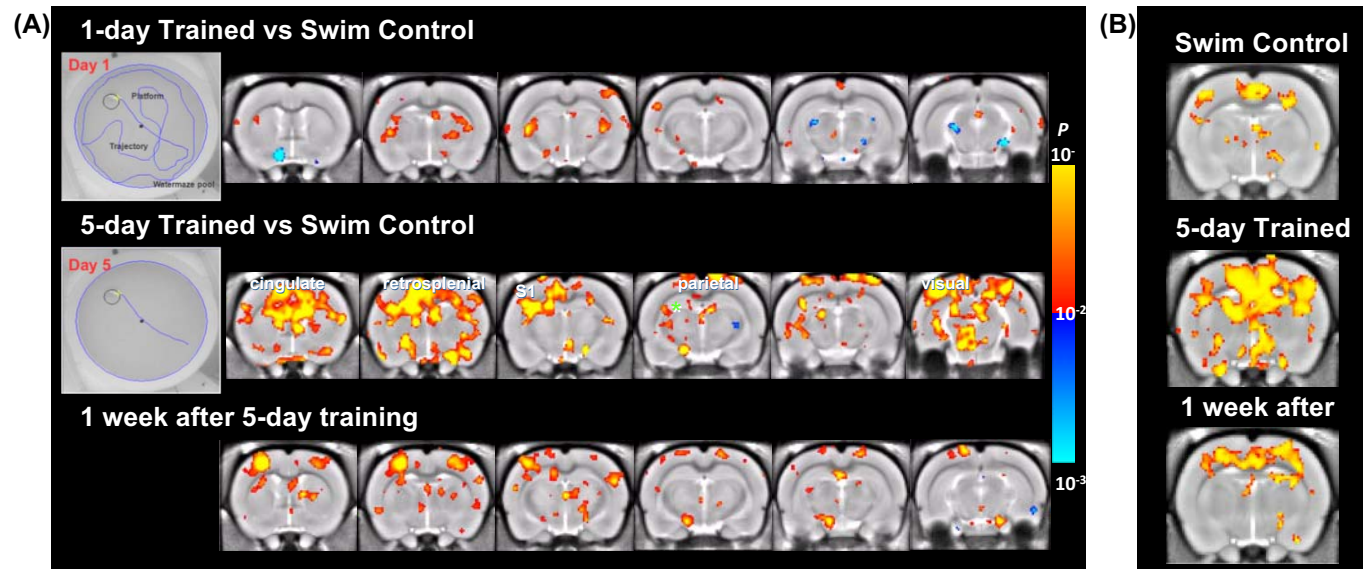 (A)
1-day Trained vs Swim Control
Day 1
Platform
Trajectory
Watermaze pool
P
10-
5-day Trained vs Swim Control
Day 5
cingulate
retrosplenial
S1
parietal
*
visual
10-2
1 week after 5-day training
10-3
(B)
Swim Control
5-day Trained
1 week after